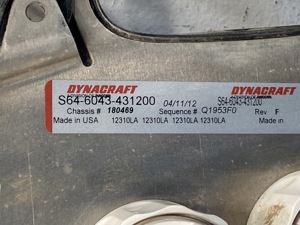 DYNACRAFT DYNACRAFT
S64-6043-431200 04/11/12 S64-6043-431200
Chassis # 180469 Sequence # Q1953F0 Rev F
Made in USA 12310LA 12310LA 12310LA 12310LA Made in